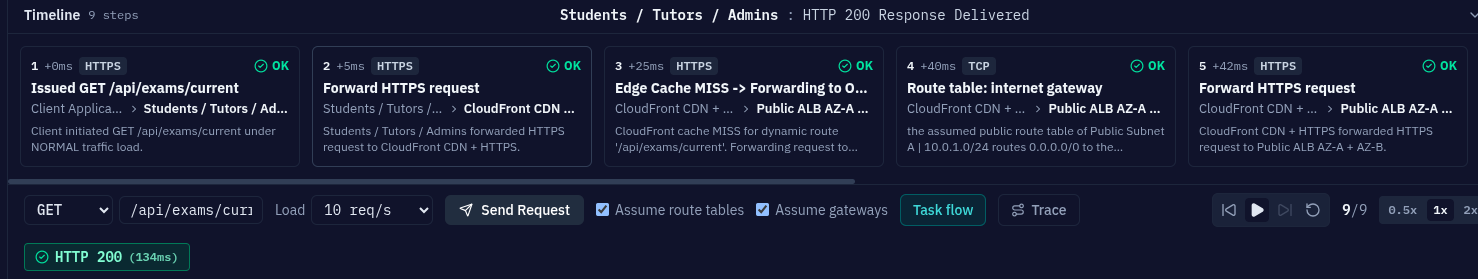 Timeline 9 steps
Students / Tutors / Admins : HTTP 200 Response Delivered
1 +0ms HTTPS OK
Issued GET /api/exams/current
Client Applica... > Students / Tutors / Ad...
Client initiated GET /api/exams/current under
NORMAL traffic load.
2 +5ms HTTPS OK
Forward HTTPS request
Students / Tutors /... > CloudFront CDN ...
Students / Tutors / Admins forwarded HTTPS
request to CloudFront CDN + HTTPS.
3 +25ms HTTPS OK
Edge Cache MISS -> Forwarding to O...
CloudFront CDN + ... > Public ALB AZ-A ...
CloudFront cache MISS for dynamic route
'/api/exams/current'. Forwarding request to...
4 +40ms TCP OK
Route table: internet gateway
CloudFront CDN + ... > Public ALB AZ-A ...
the assumed public route table of Public Subnet
A | 10.0.1.0/24 routes 0.0.0.0/0 to the...
5 +42ms HTTPS OK
Forward HTTPS request
CloudFront CDN + ... > Public ALB AZ-A ...
CloudFront CDN + HTTPS forwarded HTTPS
request to Public ALB AZ-A + AZ-B.
GET /api/exams/curr Load 10 req/s Send Request Assume route tables Assume gateways Task flow Trace 9/9 0.5x 1x 2x
HTTP 200 (134ms)